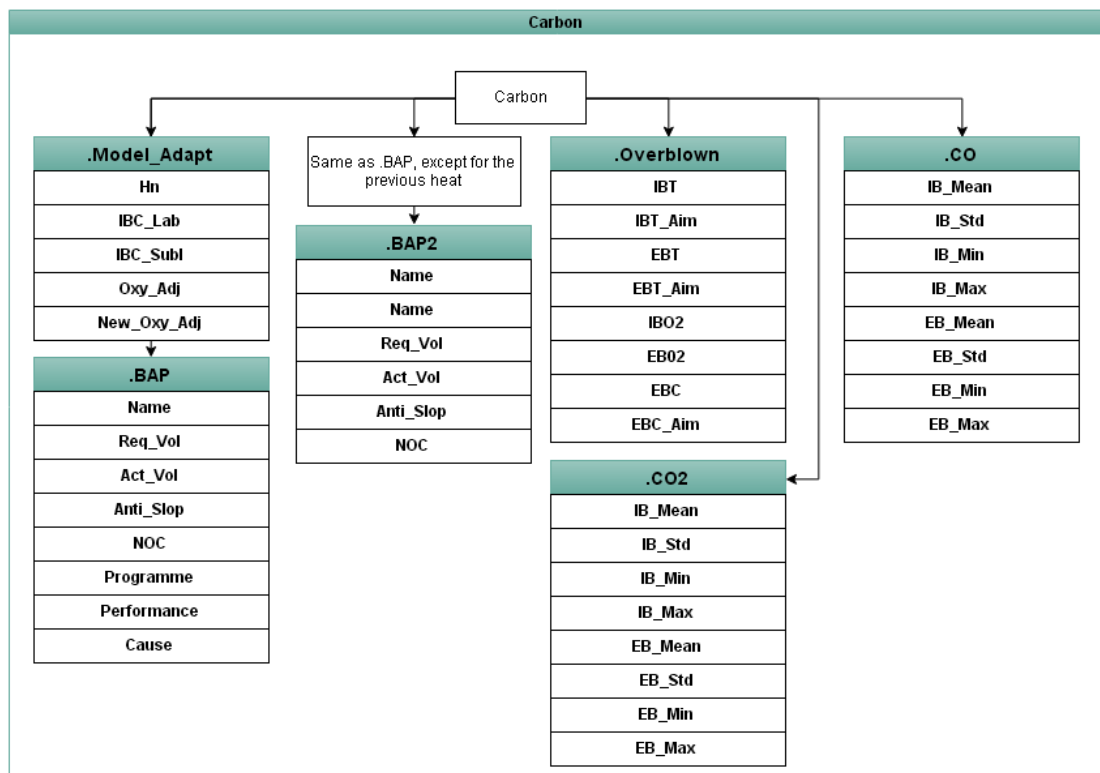 Carbon
Carbon
.Model_Adapt
Hn
IBC_Lab
IBC_Subl
Oxy_Adj
New_Oxy_Adj
.BAP
Name
Req_Vol
Act_Vol
Anti_Slop
NOC
Programme
Performance
Cause
Same as .BAP, except for the
previous heat
.BAP2
Name
Name
Req_Vol
Act_Vol
Anti_Slop
NOC
.Overblown
IBT
IBT_Aim
EBT
EBT_Aim
IBO2
EB02
EBC
EBC_Aim
.CO2
IB_Mean
IB_Std
IB_Min
IB_Max
EB_Mean
EB_Std
EB_Min
EB_Max
.CO
IB_Mean
IB_Std
IB_Min
IB_Max
EB_Mean
EB_Std
EB_Min
EB_Max